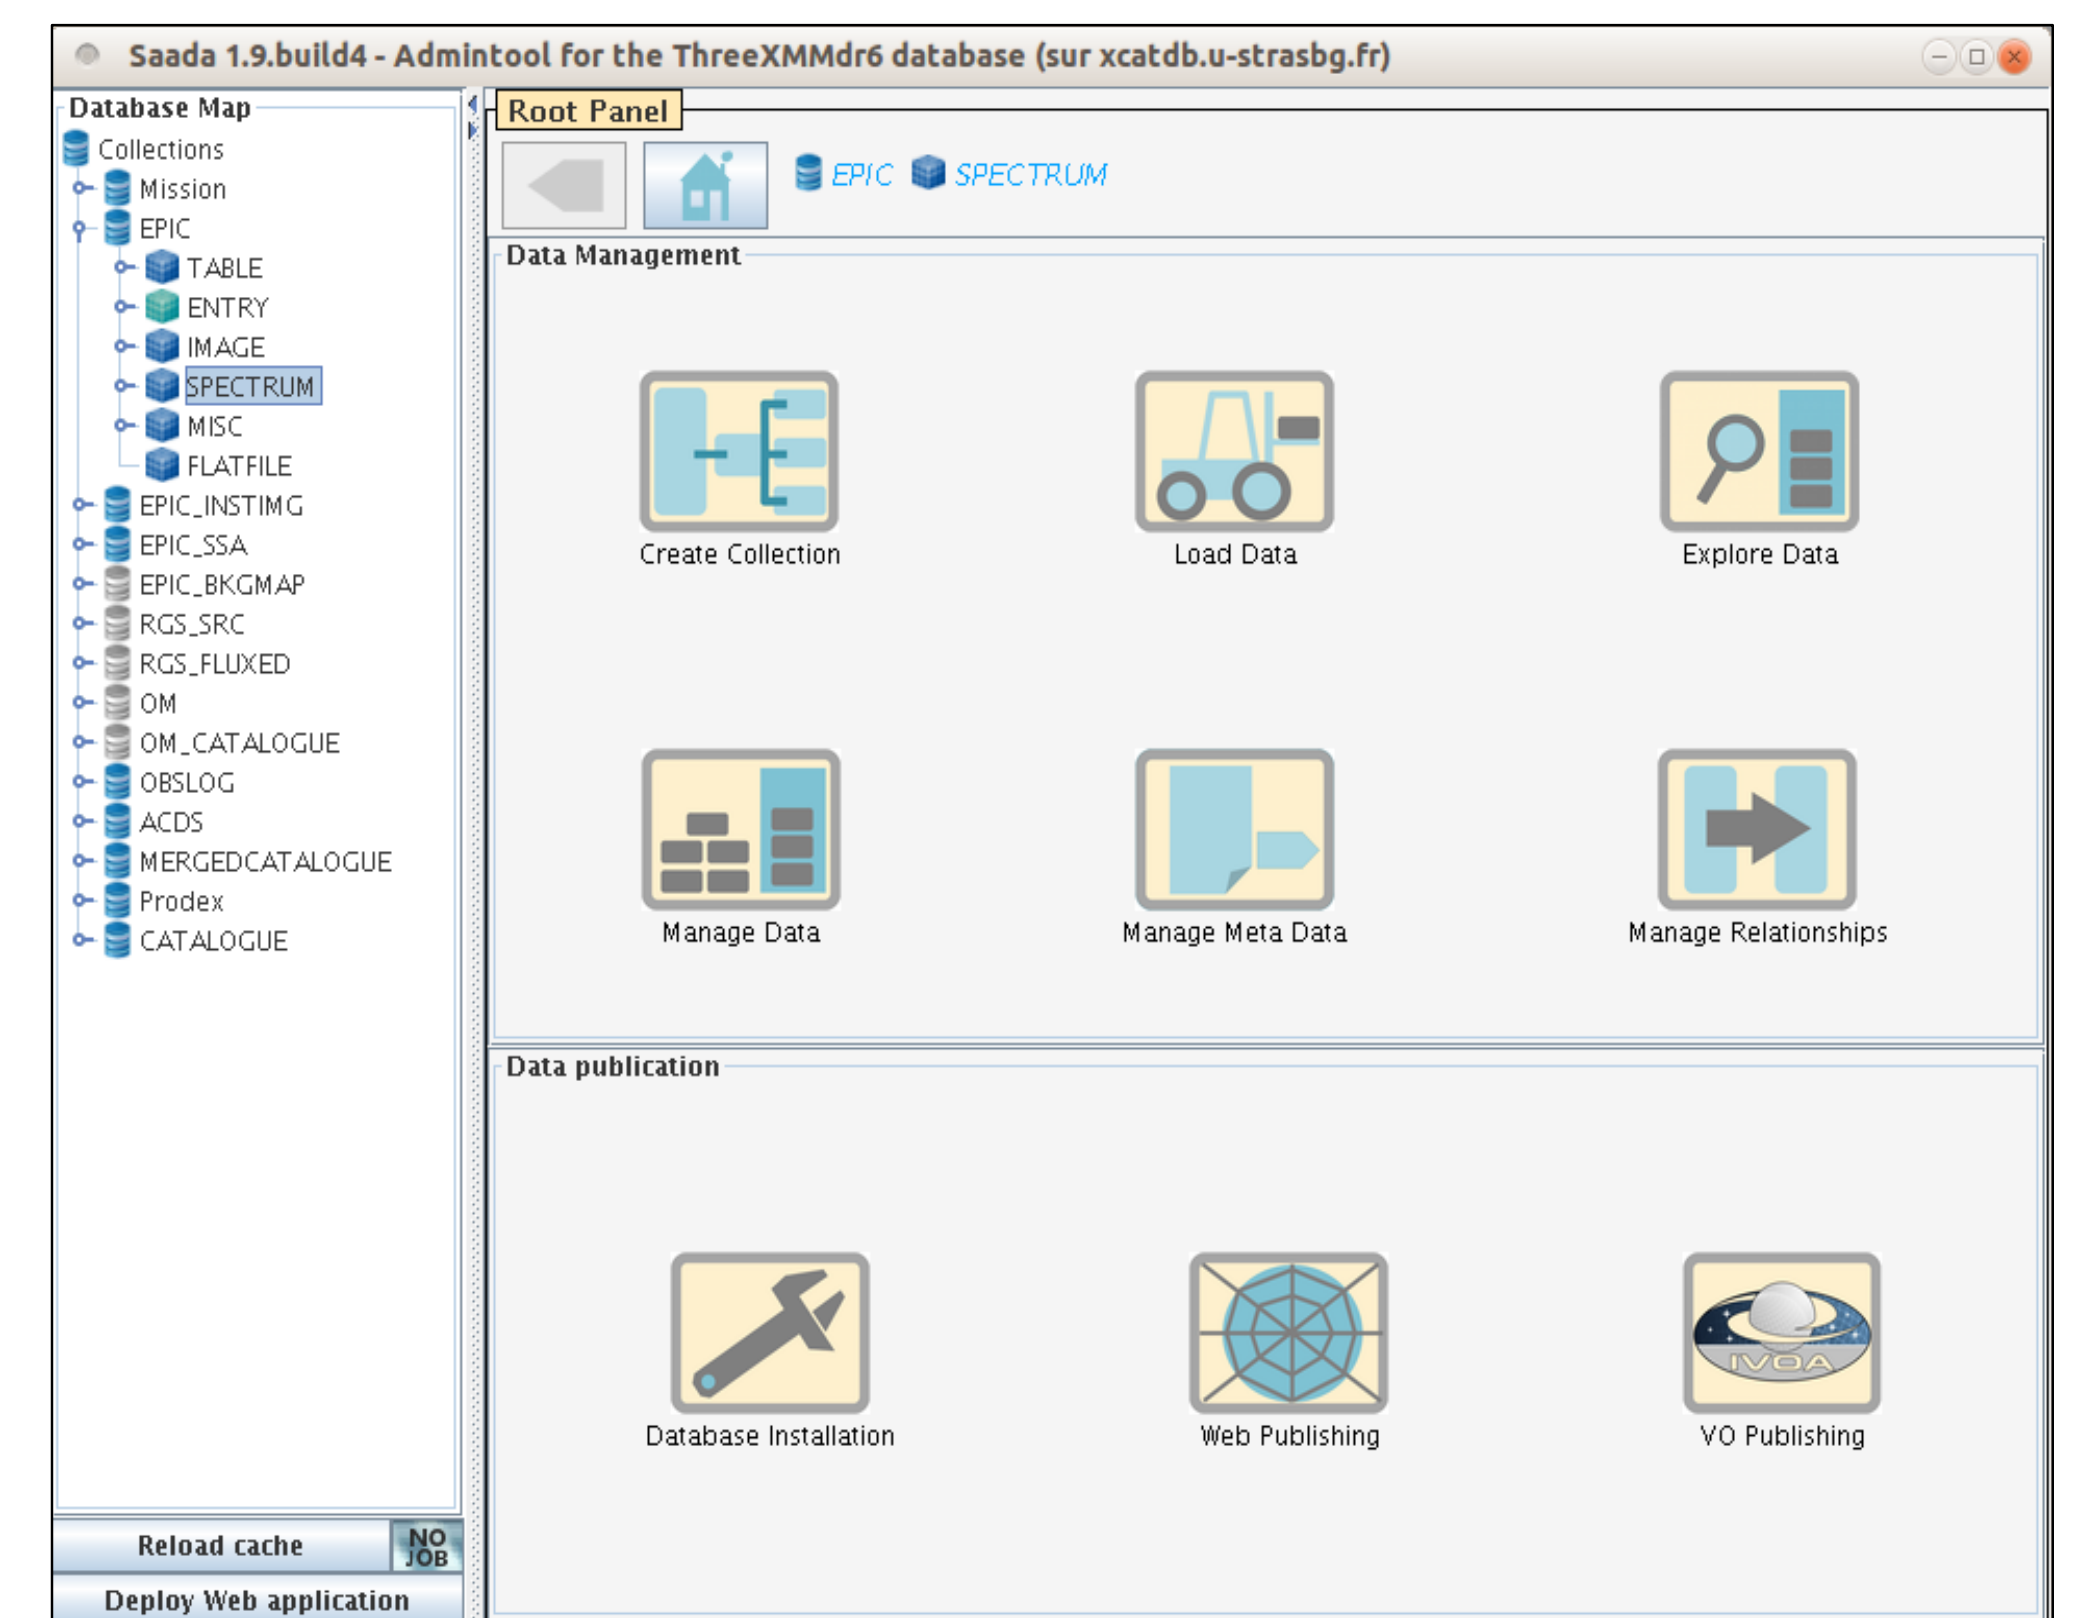 Saada 1.9.build4 - Admintool for the ThreeXMMdr6 database (sur xcatdb.u-strasbg.fr)
Database Map
Collections
Mission
EPIC
TABLE
ENTRY
IMAGE
SPECTRUM
MISC
FLATFILE
EPIC_INSTIMG
EPIC_SSA
EPIC_BKGMAP
RGS_SRC
RGS_FLUXED
OM
OM_CATALOGUE
OBSLOG
ACDS
MERGEDCATALOGUE
Prodex
CATALOGUE
Reload cache
NO JOB
Deploy Web application
Root Panel
EPIC SPECTRUM
Data Management
Create Collection
Load Data
Explore Data
Manage Data
Manage Meta Data
Manage Relationships
Data publication
IVOA
Database Installation
Web Publishing
VO Publishing